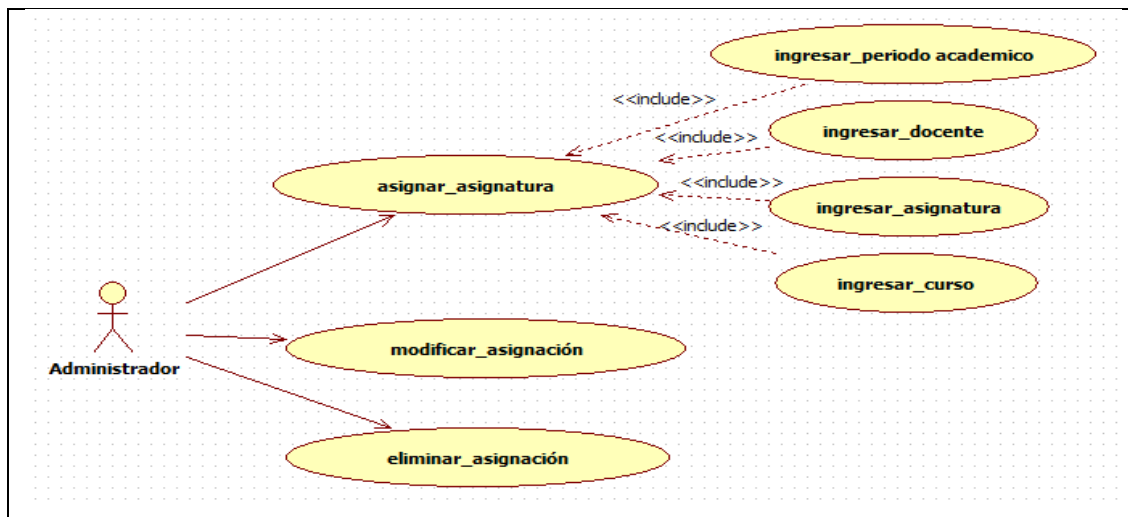 ingresar_periodo academico
<<include>>
ingresar_docente
<<include>>
asignar_asignatura
<<include>>
ingresar_asignatura
<<include>>
ingresar_curso
modificar_asignación
Administrador
eliminar_asignación